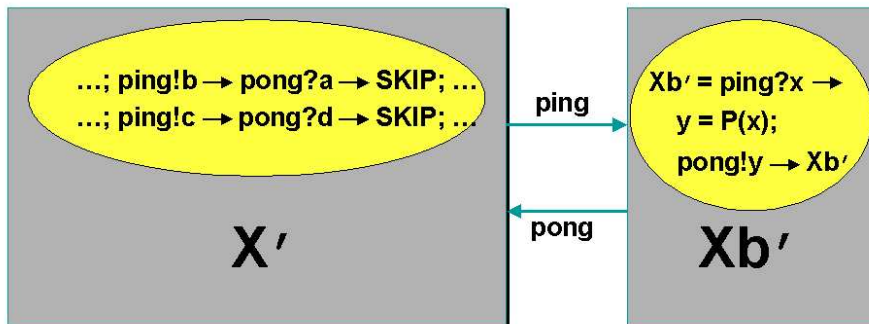 ...; ping!b → pong?a → SKIP; ...
...; ping!c → pong?d → SKIP; ...
X′
ping
pong
Xb′ = ping?x →
y = P(x);
pong!y → Xb′
Xb′